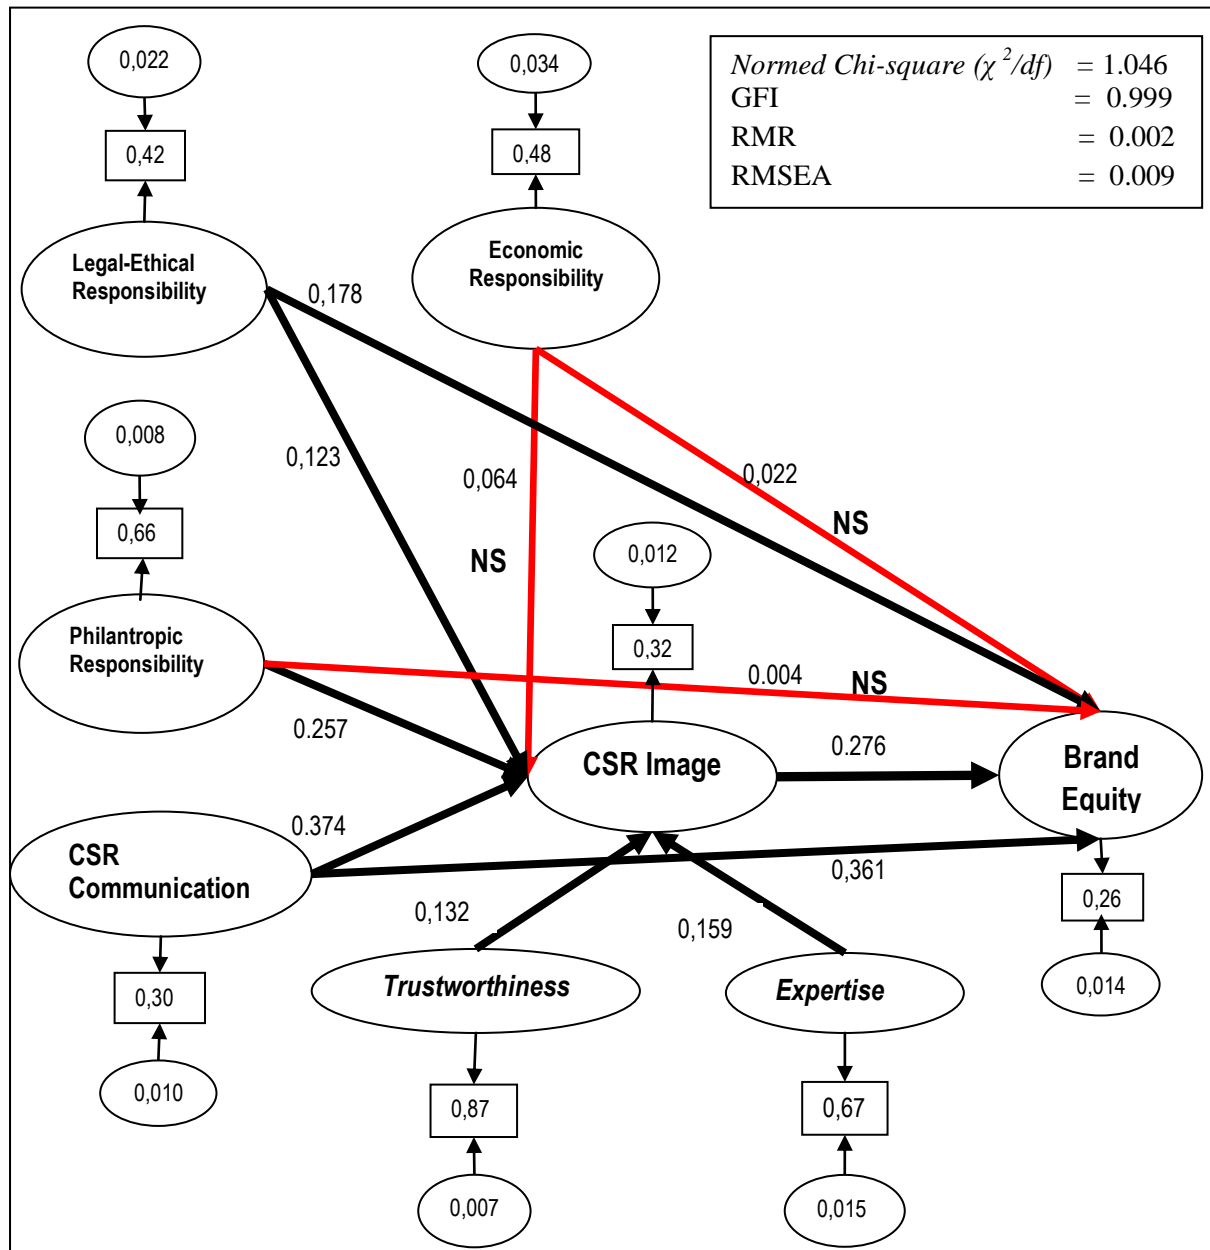 0,022
0,034
Normed Chi-square (χ ²/df) = 1.046
GFI = 0.999
RMR = 0.002
RMSEA = 0.009
0,42
0,48
Legal-Ethical
Responsibility
Economic
Responsibility
0,178
0,008
0,123
0,064
0,022
NS
0,66
NS
0,012
Philantropic
Responsibility
0,32
0.004
NS
0.257
0.276
CSR Image
Brand
Equity
0.374
CSR
Communication
0,361
0,132
0,159
0,26
Trustworthiness
Expertise
0,30
0,014
0,010
0,87
0,67
0,007
0,015